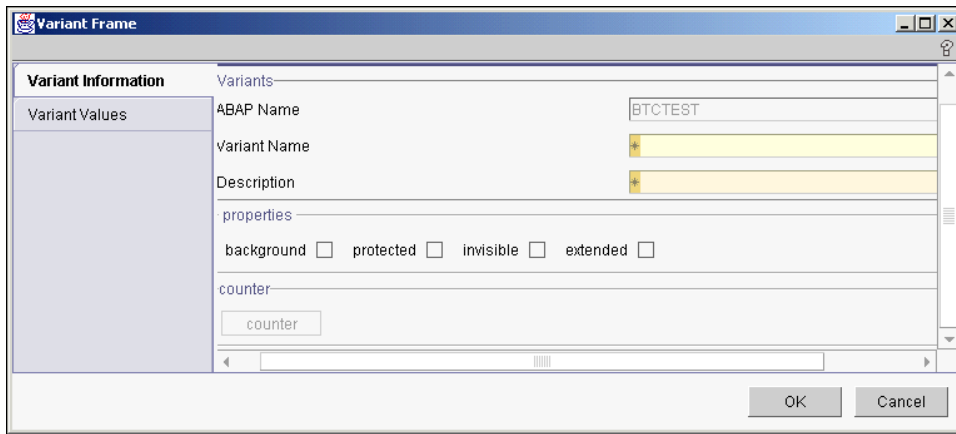 Variant Frame
Variant Information
Variant Values
Variants
ABAP Name
BTCTEST
Variant Name
*
Description
*
properties
background protected invisible extended
counter
counter
OK Cancel